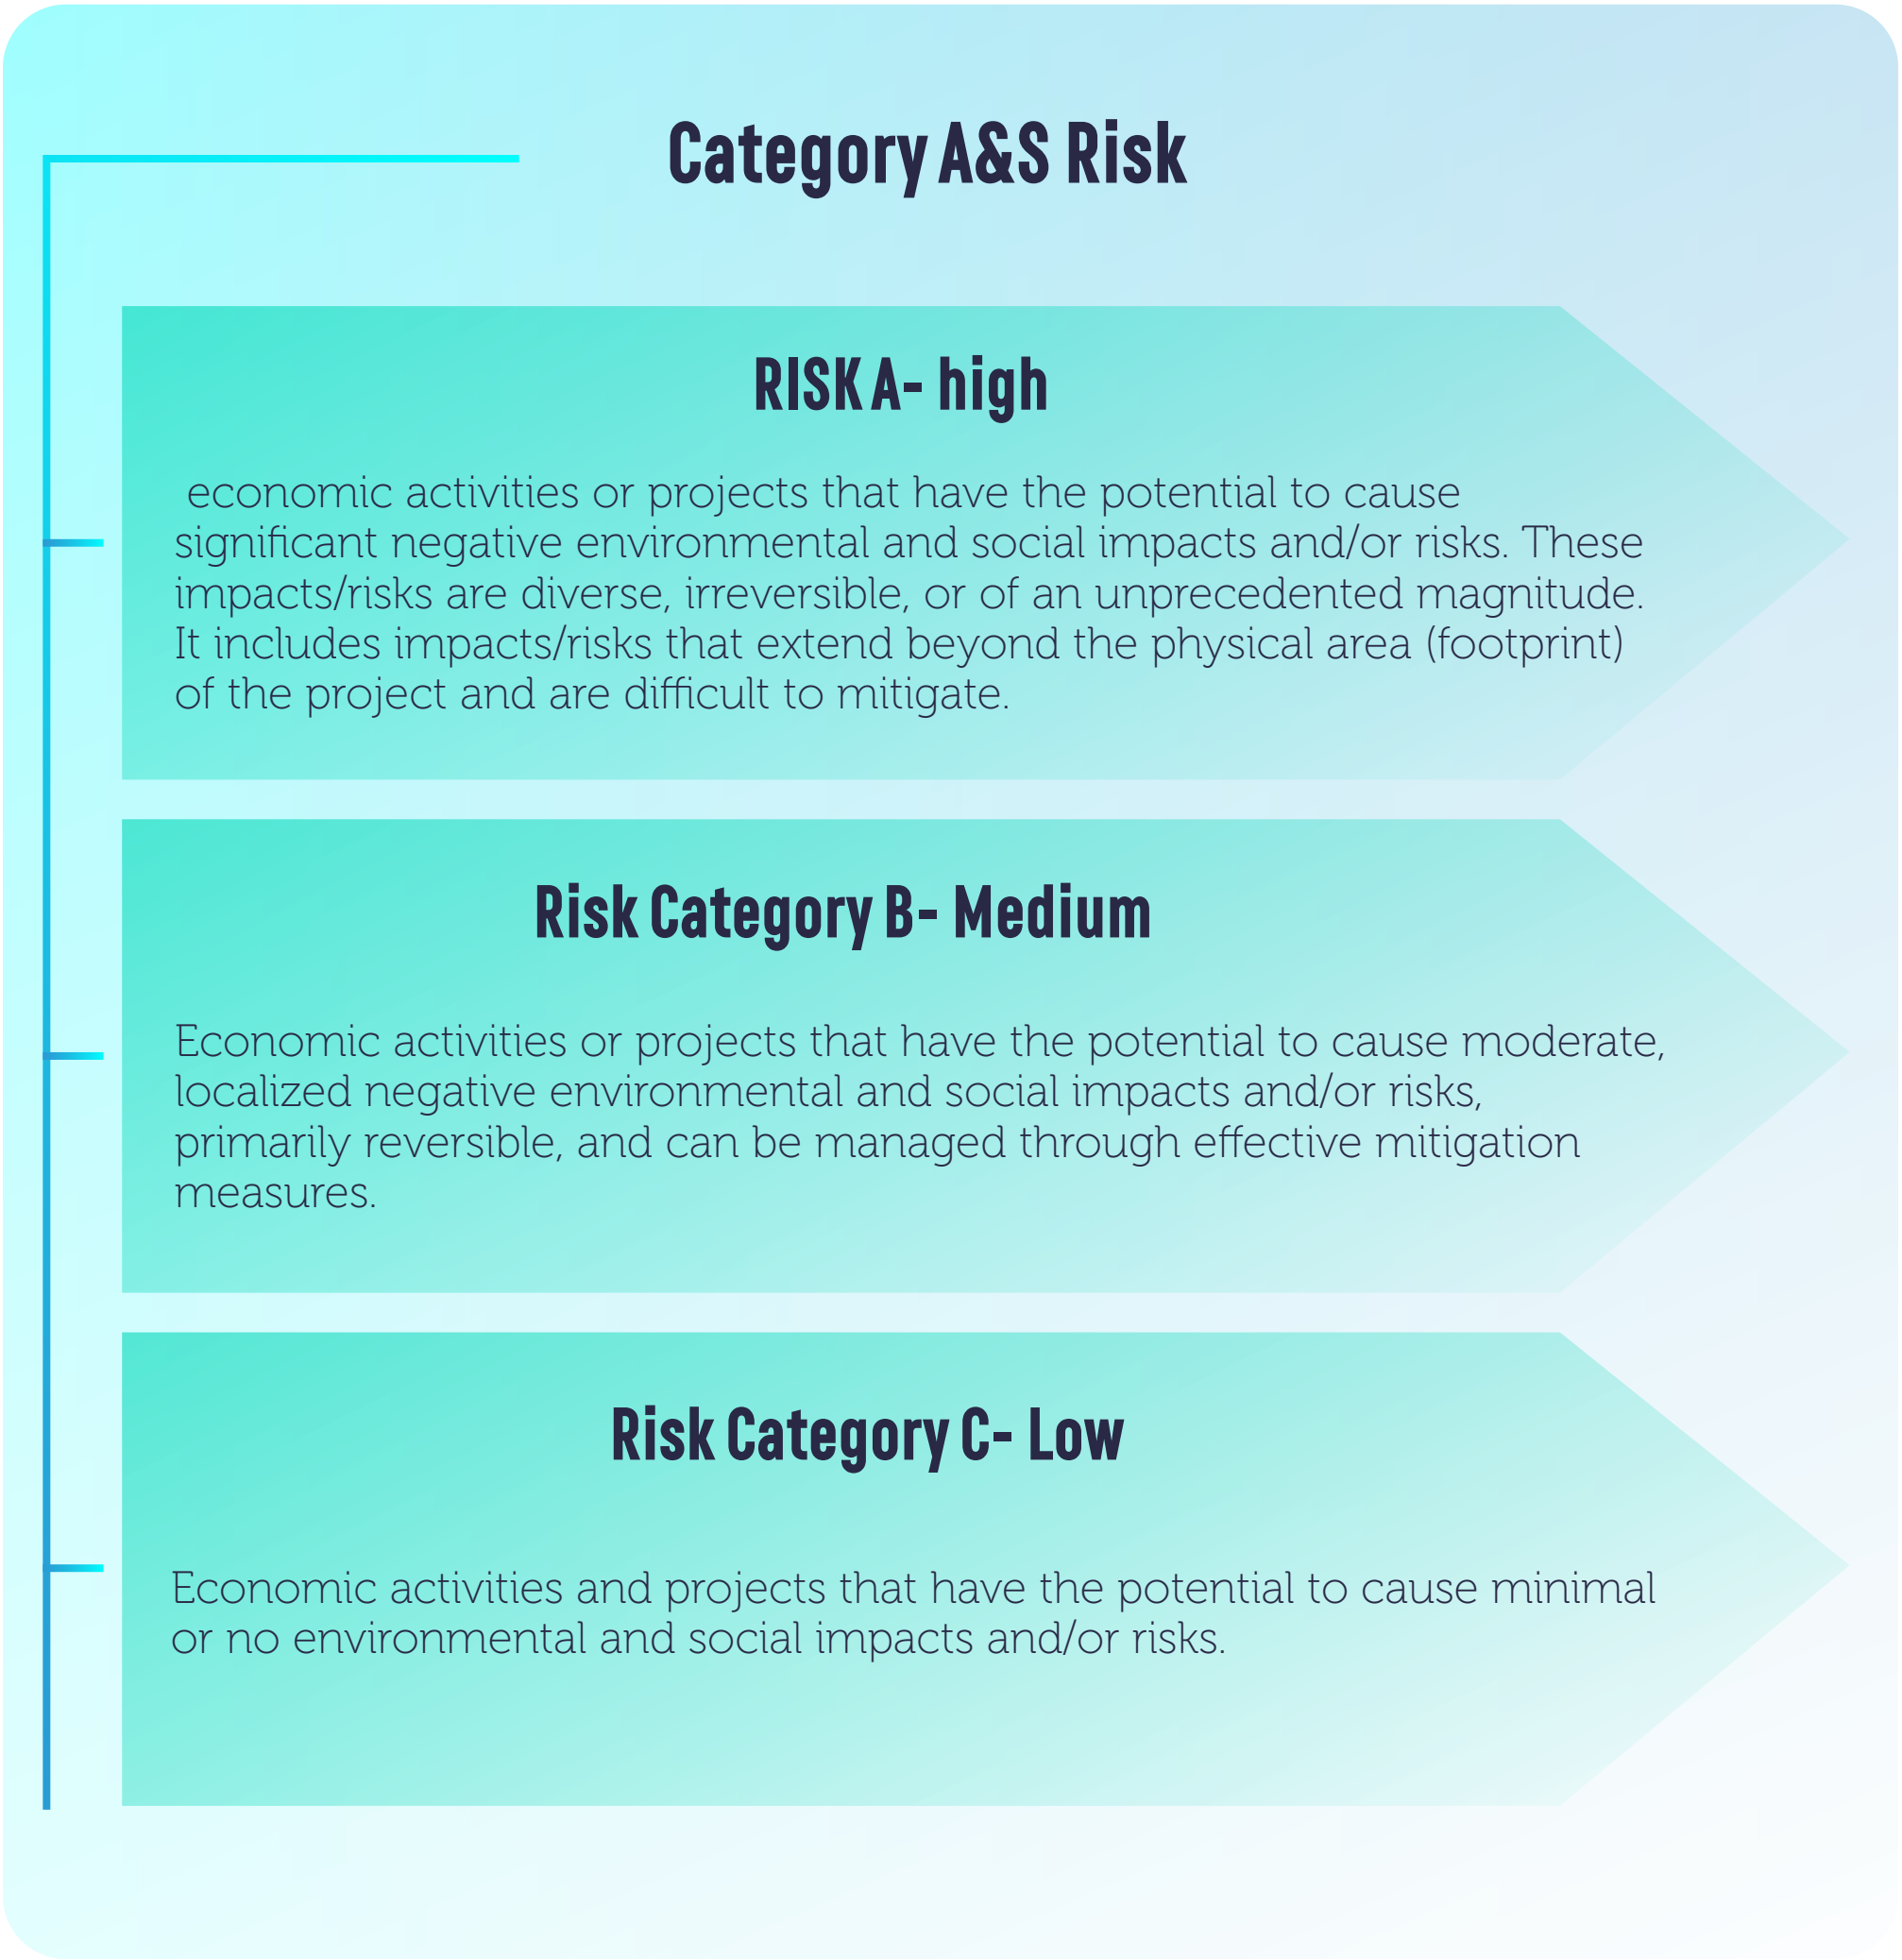 Category A&S Risk
RISK A- high
economic activities or projects that have the potential to cause
significant negative environmental and social impacts and/or risks. These
impacts/risks are diverse, irreversible, or of an unprecedented magnitude.
It includes impacts/risks that extend beyond the physical area (footprint)
of the project and are difficult to mitigate.
Risk Category B- Medium
Economic activities or projects that have the potential to cause moderate,
localized negative environmental and social impacts and/or risks,
primarily reversible, and can be managed through effective mitigation
measures.
Risk Category C- Low
Economic activities and projects that have the potential to cause minimal
or no environmental and social impacts and/or risks.